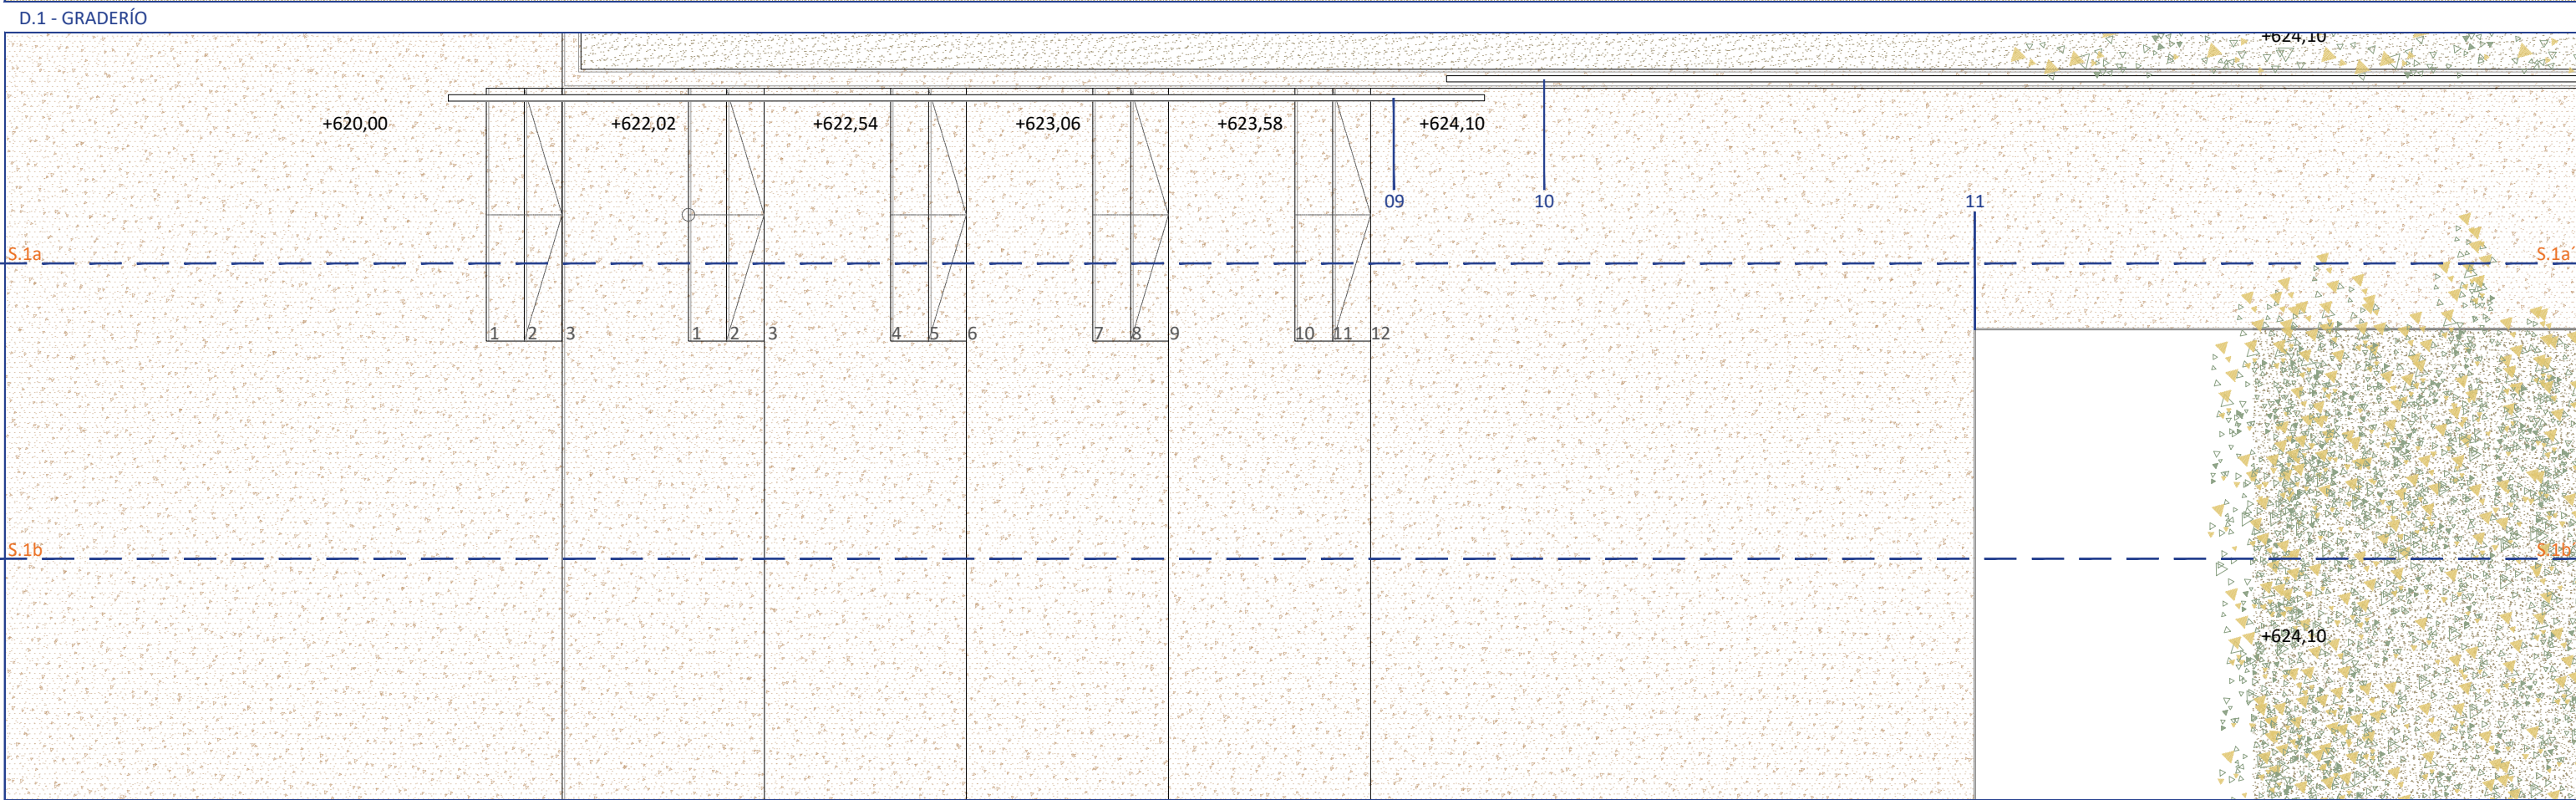 D.1 - GRADERÍO
+624,10
+620,00 +622,02 +622,54 +623,06 +623,58 +624,10
09 10 11
S.1a S.1a'
1 2 3 1 2 3 4 5 6 7 8 9 10 11 12
S.1b S.1b'
+624,10